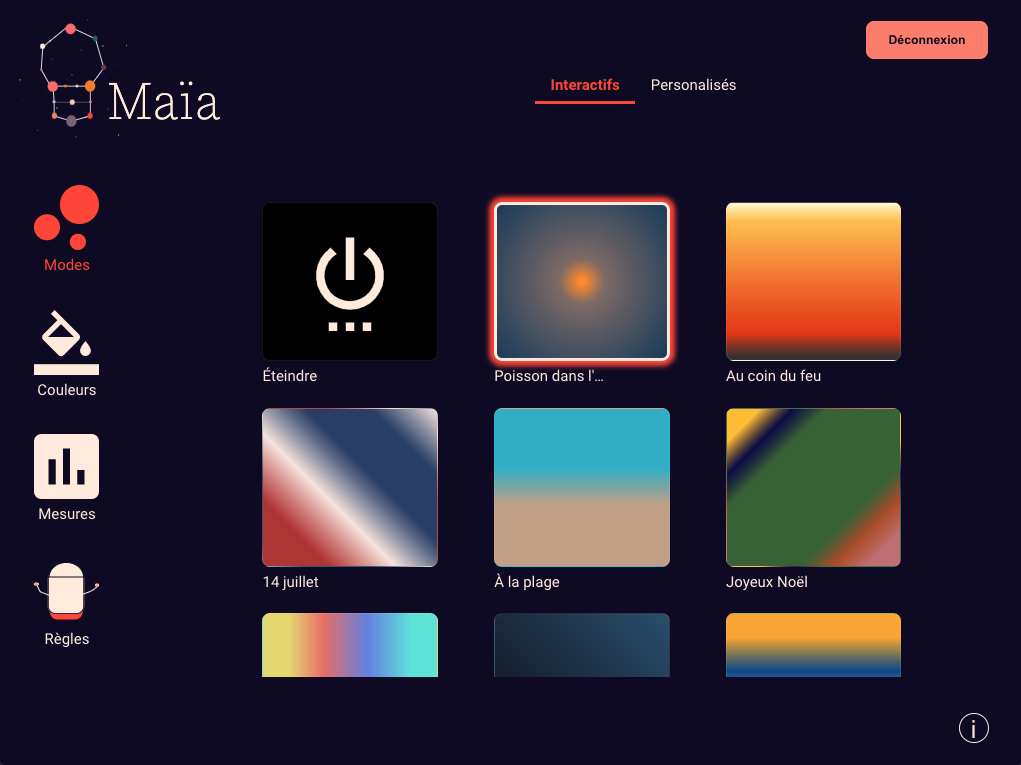 Déconnexion
Maïa
Interactifs Personalisés
Modes
Couleurs
Mesures
Règles
Éteindre Poisson dans l'... Au coin du feu
14 juillet À la plage Joyeux Noël
i